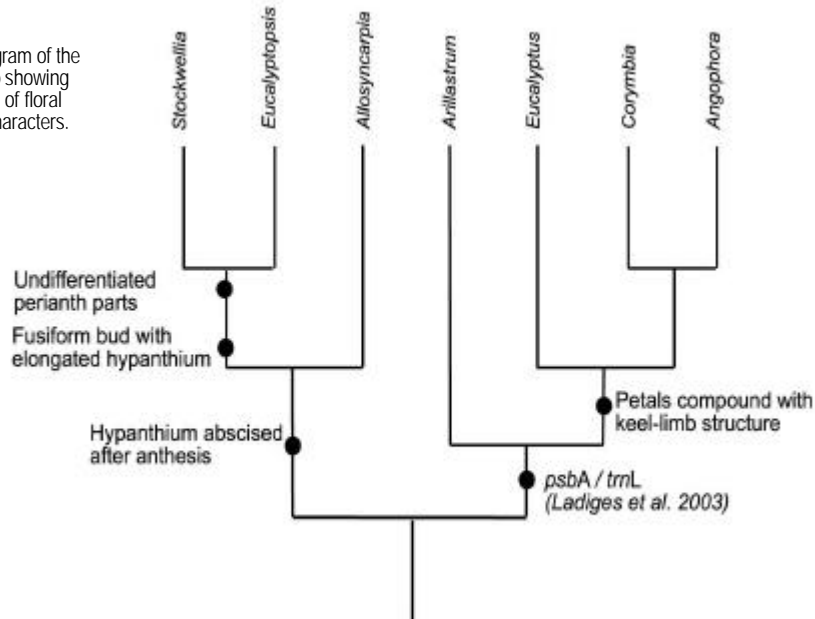 gram of the
showing
of floral
haracters.
Stockwellia
Eucalyptopsis
Allosyncarpia
Arillastrum
Eucalyptus
Corymbia
Angophora
Undifferentiated
perianth parts
Fusiform bud with
elongated hypanthium
Petals compound with
keel-limb structure
Hypanthium abscised
after anthesis
psbA / trnL
(Ladiges et al. 2003)